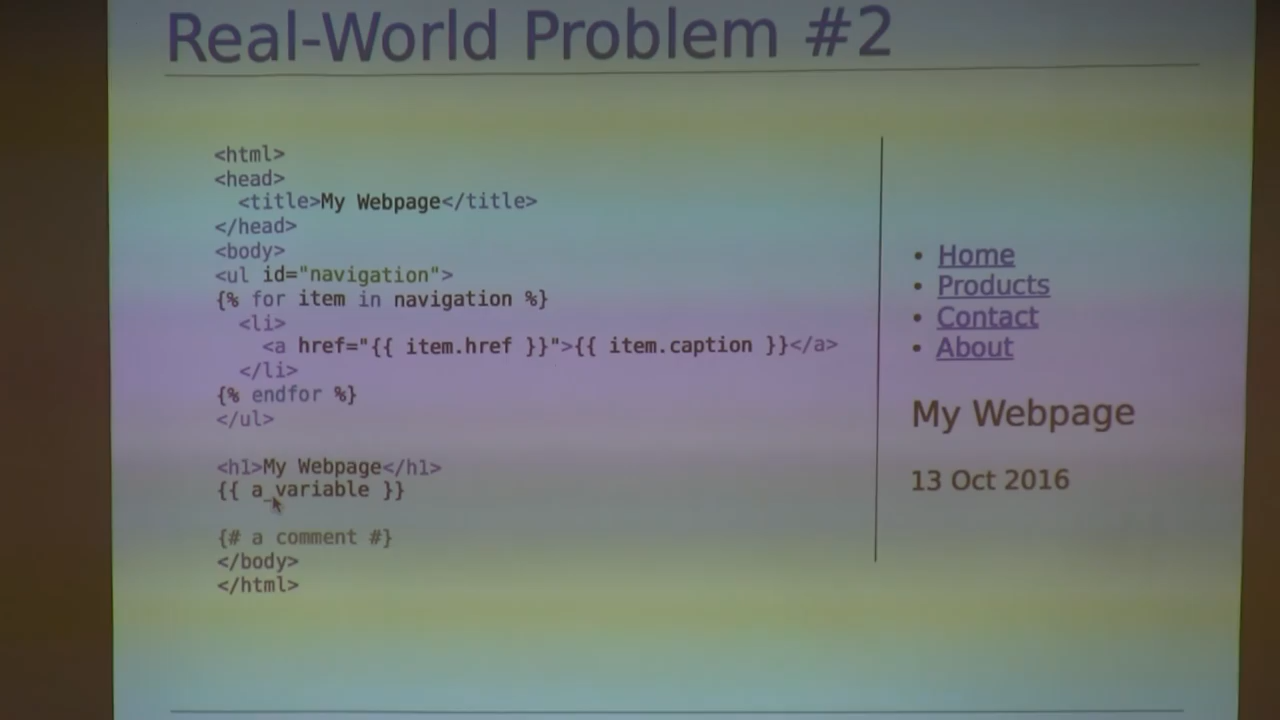 Real-World Problem #2
<html>
<head>
<title>My Webpage</title>
</head>
<body>
<ul id="navigation">
{% for item in navigation %}
<li>
<a href="{{ item.href }}">{{ item.caption }}</a>
</li>
{% endfor %}
</ul>
<h1>My Webpage</h1>
{{ a_variable }}
{# a comment #}
</body>
</html>
• Home
• Products
• Contact
• About
My Webpage
13 Oct 2016